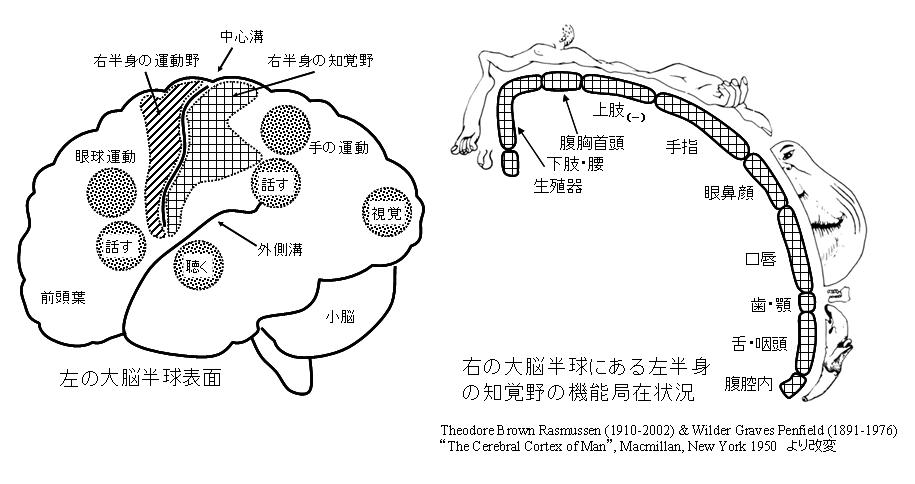 中心溝
右半身の運動野
右半身の知覚野
眼球運動
手の運動
話す
視覚
話す
外側溝
聴く
前頭葉
小脳
左の大脳半球表面
上肢(−)
腹胸首頭
手指
下肢・腰
生殖器
眼鼻顔
口唇
歯・顎
舌・咽頭
腹腔内
右の大脳半球にある左半身
の知覚野の機能局在状況
Theodore Brown Rasmussen (1910-2002) & Wilder Graves Penfield (1891-1976)
“The Cerebral Cortex of Man”, Macmillan, New York 1950 より改変